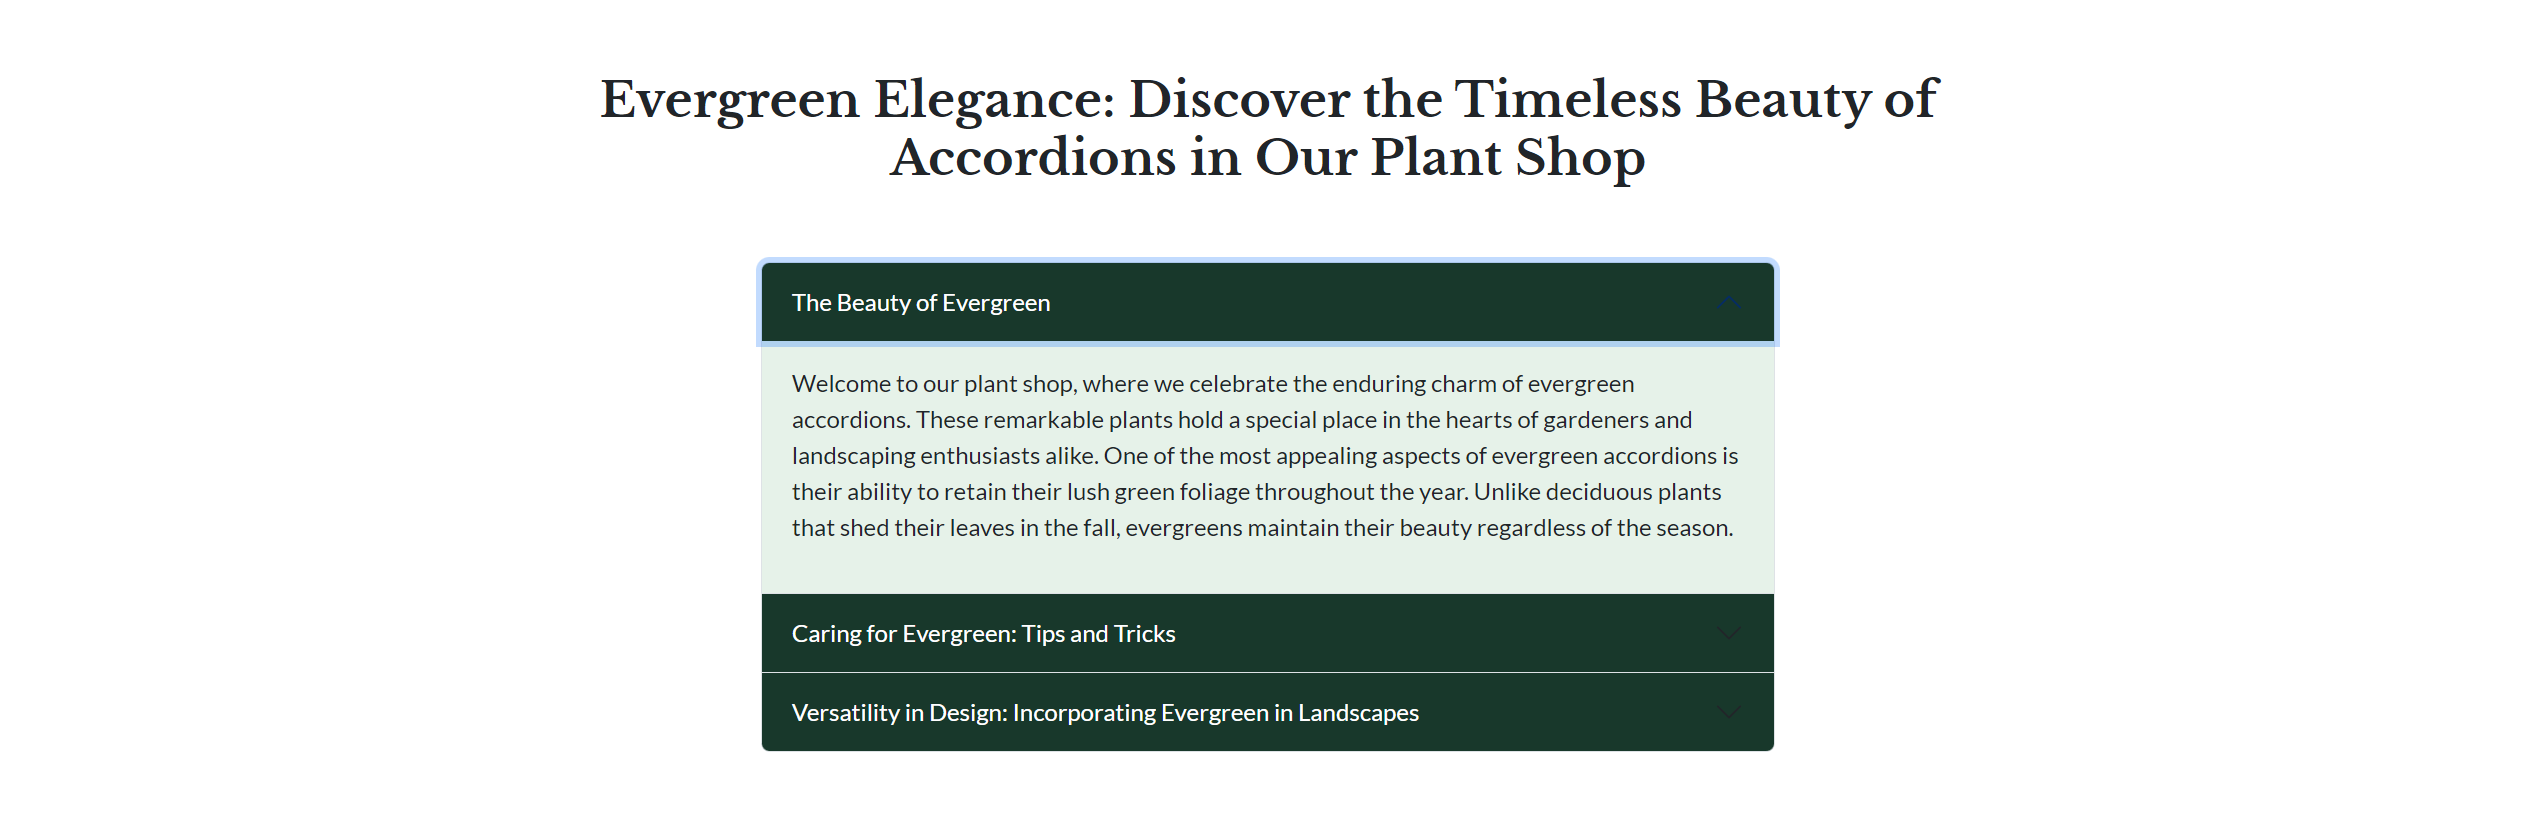 Evergreen Elegance: Discover the Timeless Beauty of
Accordions in Our Plant Shop
The Beauty of Evergreen
Welcome to our plant shop, where we celebrate the enduring charm of evergreen
accordions. These remarkable plants hold a special place in the hearts of gardeners and
landscaping enthusiasts alike. One of the most appealing aspects of evergreen accordions is
their ability to retain their lush green foliage throughout the year. Unlike deciduous plants
that shed their leaves in the fall, evergreens maintain their beauty regardless of the season.
Caring for Evergreen: Tips and Tricks
Versatility in Design: Incorporating Evergreen in Landscapes